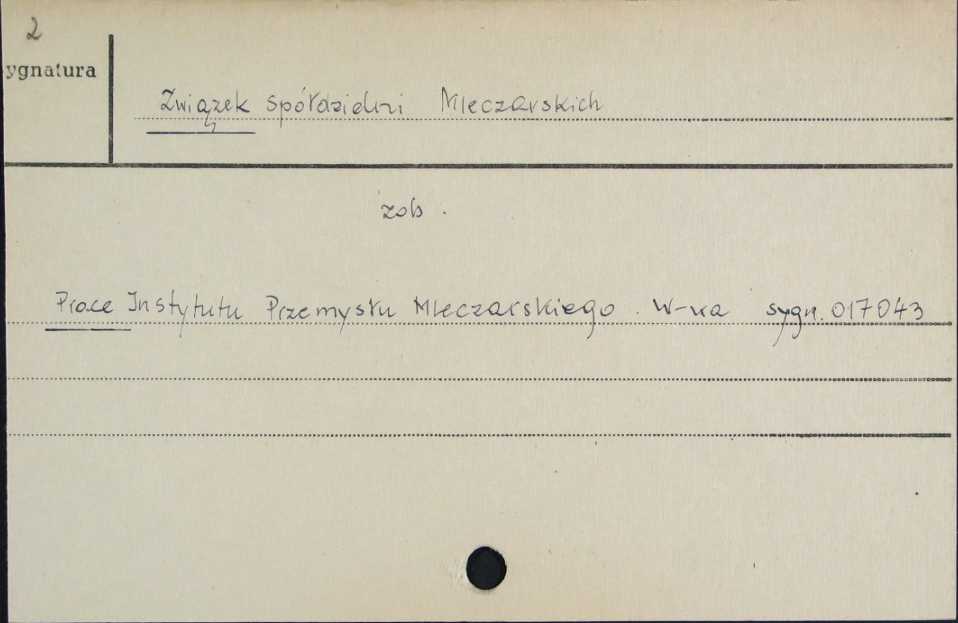 2
ygnatura
Związek Spółdzielni Mleczarskich
zob.
Prace Instytutu Przemysłu Mleczarskiego. W-wa sygn. 017043